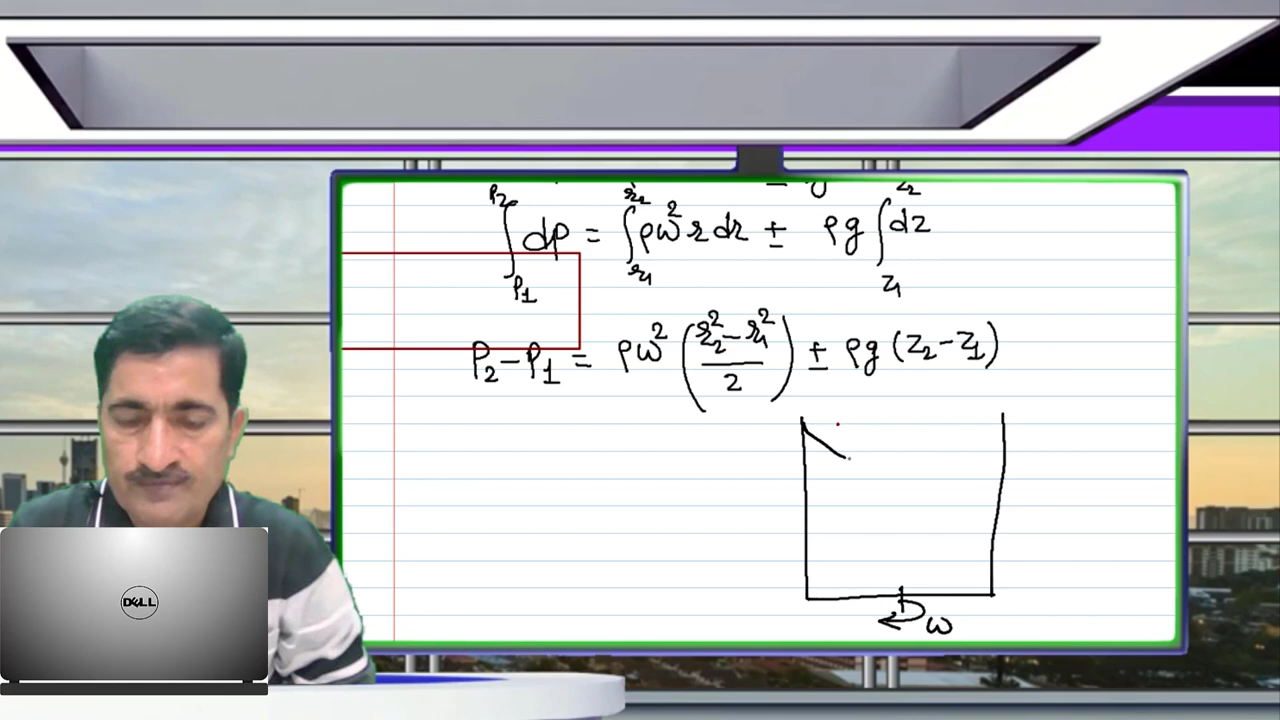 ∫_{P1}^{P2} dp = ∫_{r1}^{r2} ρω² r dr ± ρg ∫_{z1}^{z2} dz
P2 - P1 = ρω² ((r2² - r1²)/2) ± ρg (z2 - z1)
ω
DELL